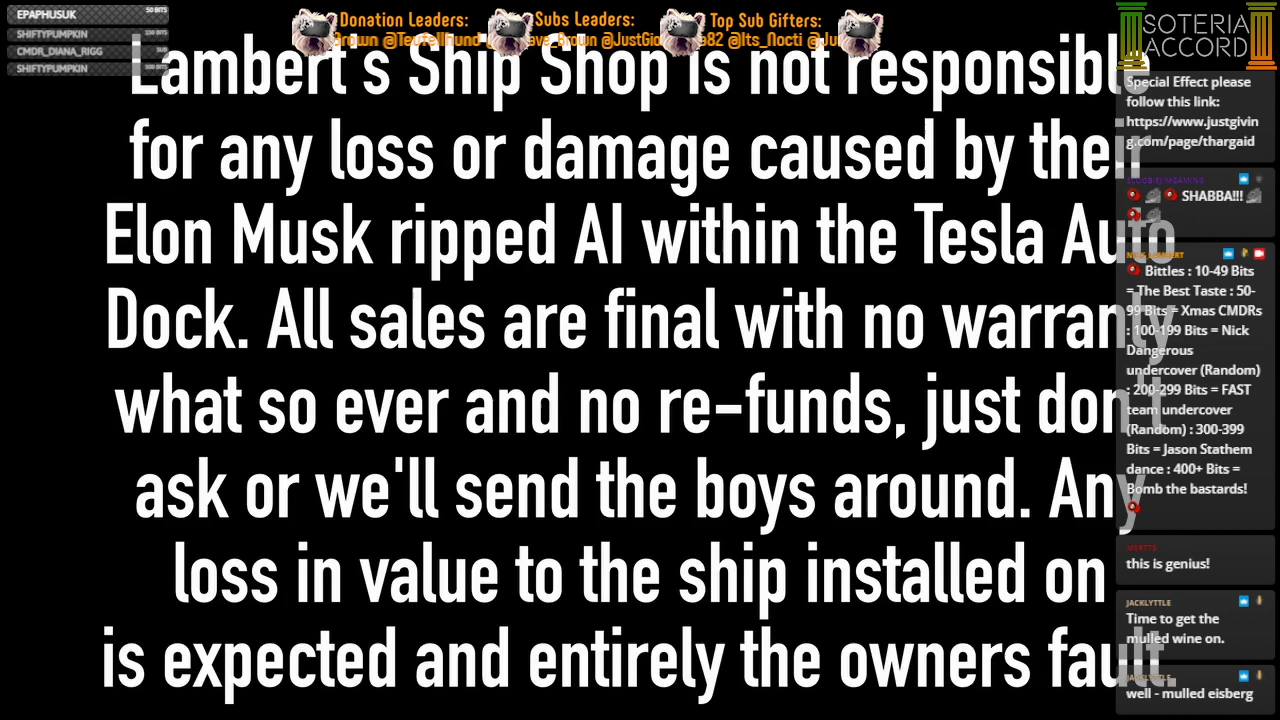 EPAPHUSUK 50 BITS
SHIFTYPUMPKIN
CMDR_DIANA_RIGG SUB
SHIFTYPUMPKIN
Donation Leaders:
Subs Leaders:
Top Sub Gifters:
SOTERIA
ACCORD
Lambert's Ship Shop is not responsible
for any loss or damage caused by their
Elon Musk ripped AI within the Tesla Auto
Dock. All sales are final with no warranty
what so ever and no re-funds, just don't
ask or we'll send the boys around. Any
loss in value to the ship installed on
is expected and entirely the owners fault.
Special Effect please
follow this link:
https://www.justgivin
g.com/page/thargaid
SHABBA!!!
Bittles : 10-49 Bits
= The Best Taste : 50-
99 Bits = Xmas CMDRs
: 100-199 Bits = Nick
Dangerous
undercover (Random)
: 200-299 Bits = FAST
team undercover
(Random) : 300-399
Bits = Jason Stathem
dance : 400+ Bits =
Bomb the bastards!
this is genius!
JACKLYTTLE
Time to get the
mulled wine on.
JACKLYTTLE
well - mulled eisberg